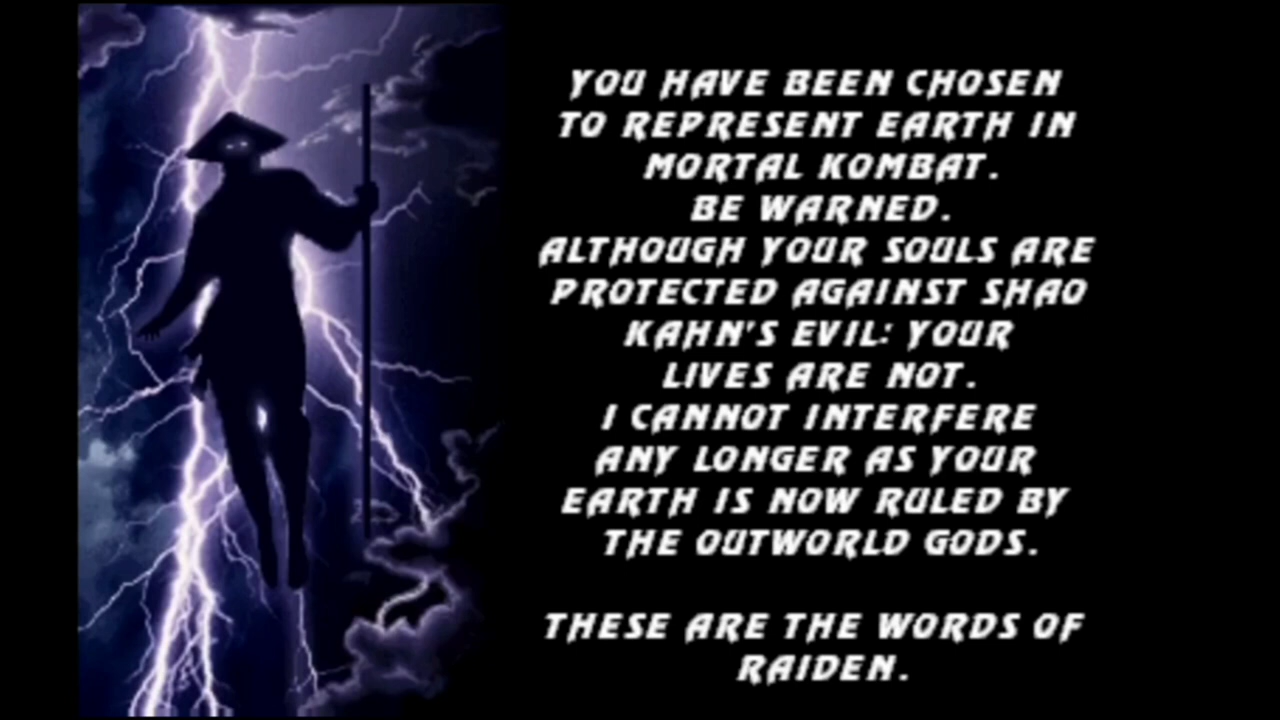 YOU HAVE BEEN CHOSEN
TO REPRESENT EARTH IN
MORTAL KOMBAT.
BE WARNED.
ALTHOUGH YOUR SOULS ARE
PROTECTED AGAINST SHAO
KAHN'S EVIL: YOUR
LIVES ARE NOT.
I CANNOT INTERFERE
ANY LONGER AS YOUR
EARTH IS NOW RULED BY
THE OUTWORLD GODS.
THESE ARE THE WORDS OF
RAIDEN.